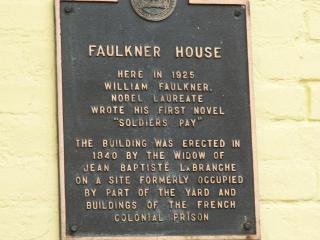 FAULKNER HOUSE
HERE IN 1925
WILLIAM FAULKNER,
NOBEL LAUREATE
WROTE HIS FIRST NOVEL
"SOLDIERS PAY"
THE BUILDING WAS ERECTED IN
1840 BY THE WIDOW OF
JEAN BAPTISTE LABRANCHE
ON A SITE FORMERLY OCCUPIED
BY PART OF THE YARD AND
BUILDINGS OF THE FRENCH
COLONIAL PRISON